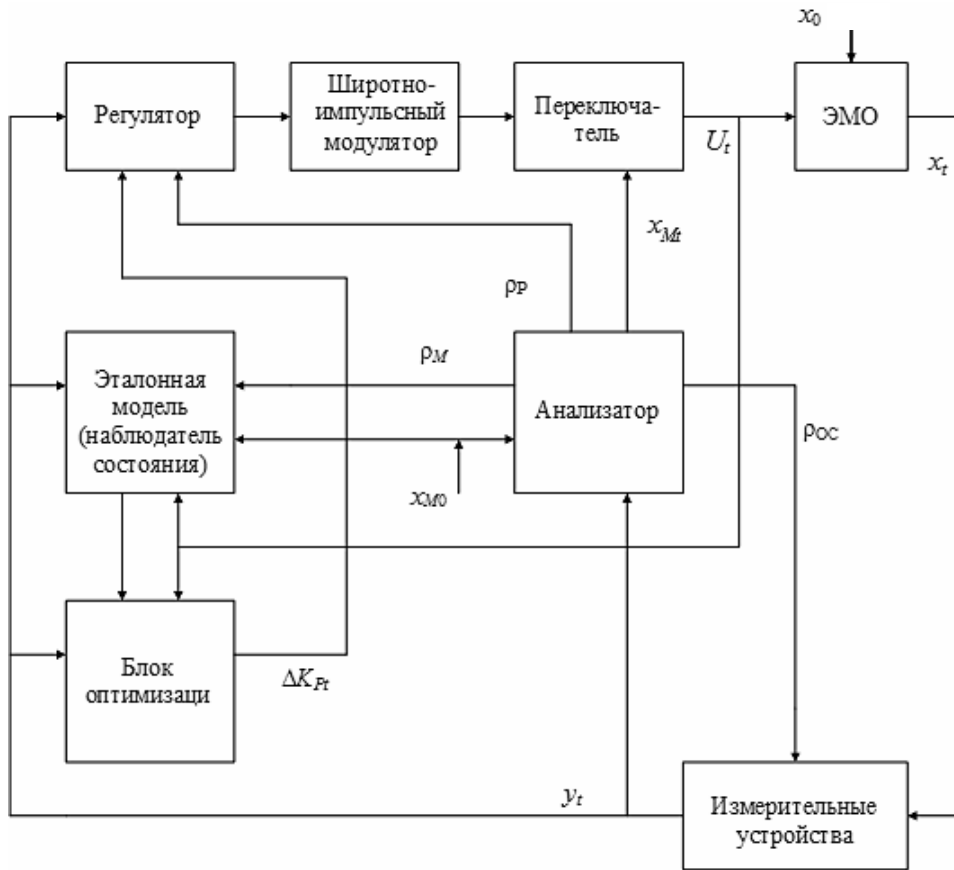 x0
Регулятор
Широтно-
импульсный
модулятор
Переключа-
тель
ЭМО
Ut
xt
xMt
ρP
ρM
Эталонная
модель
(наблюдатель
состояния)
Анализатор
ρОС
xM0
Блок
оптимизаци
ΔKPt
yt
Измерительные
устройства